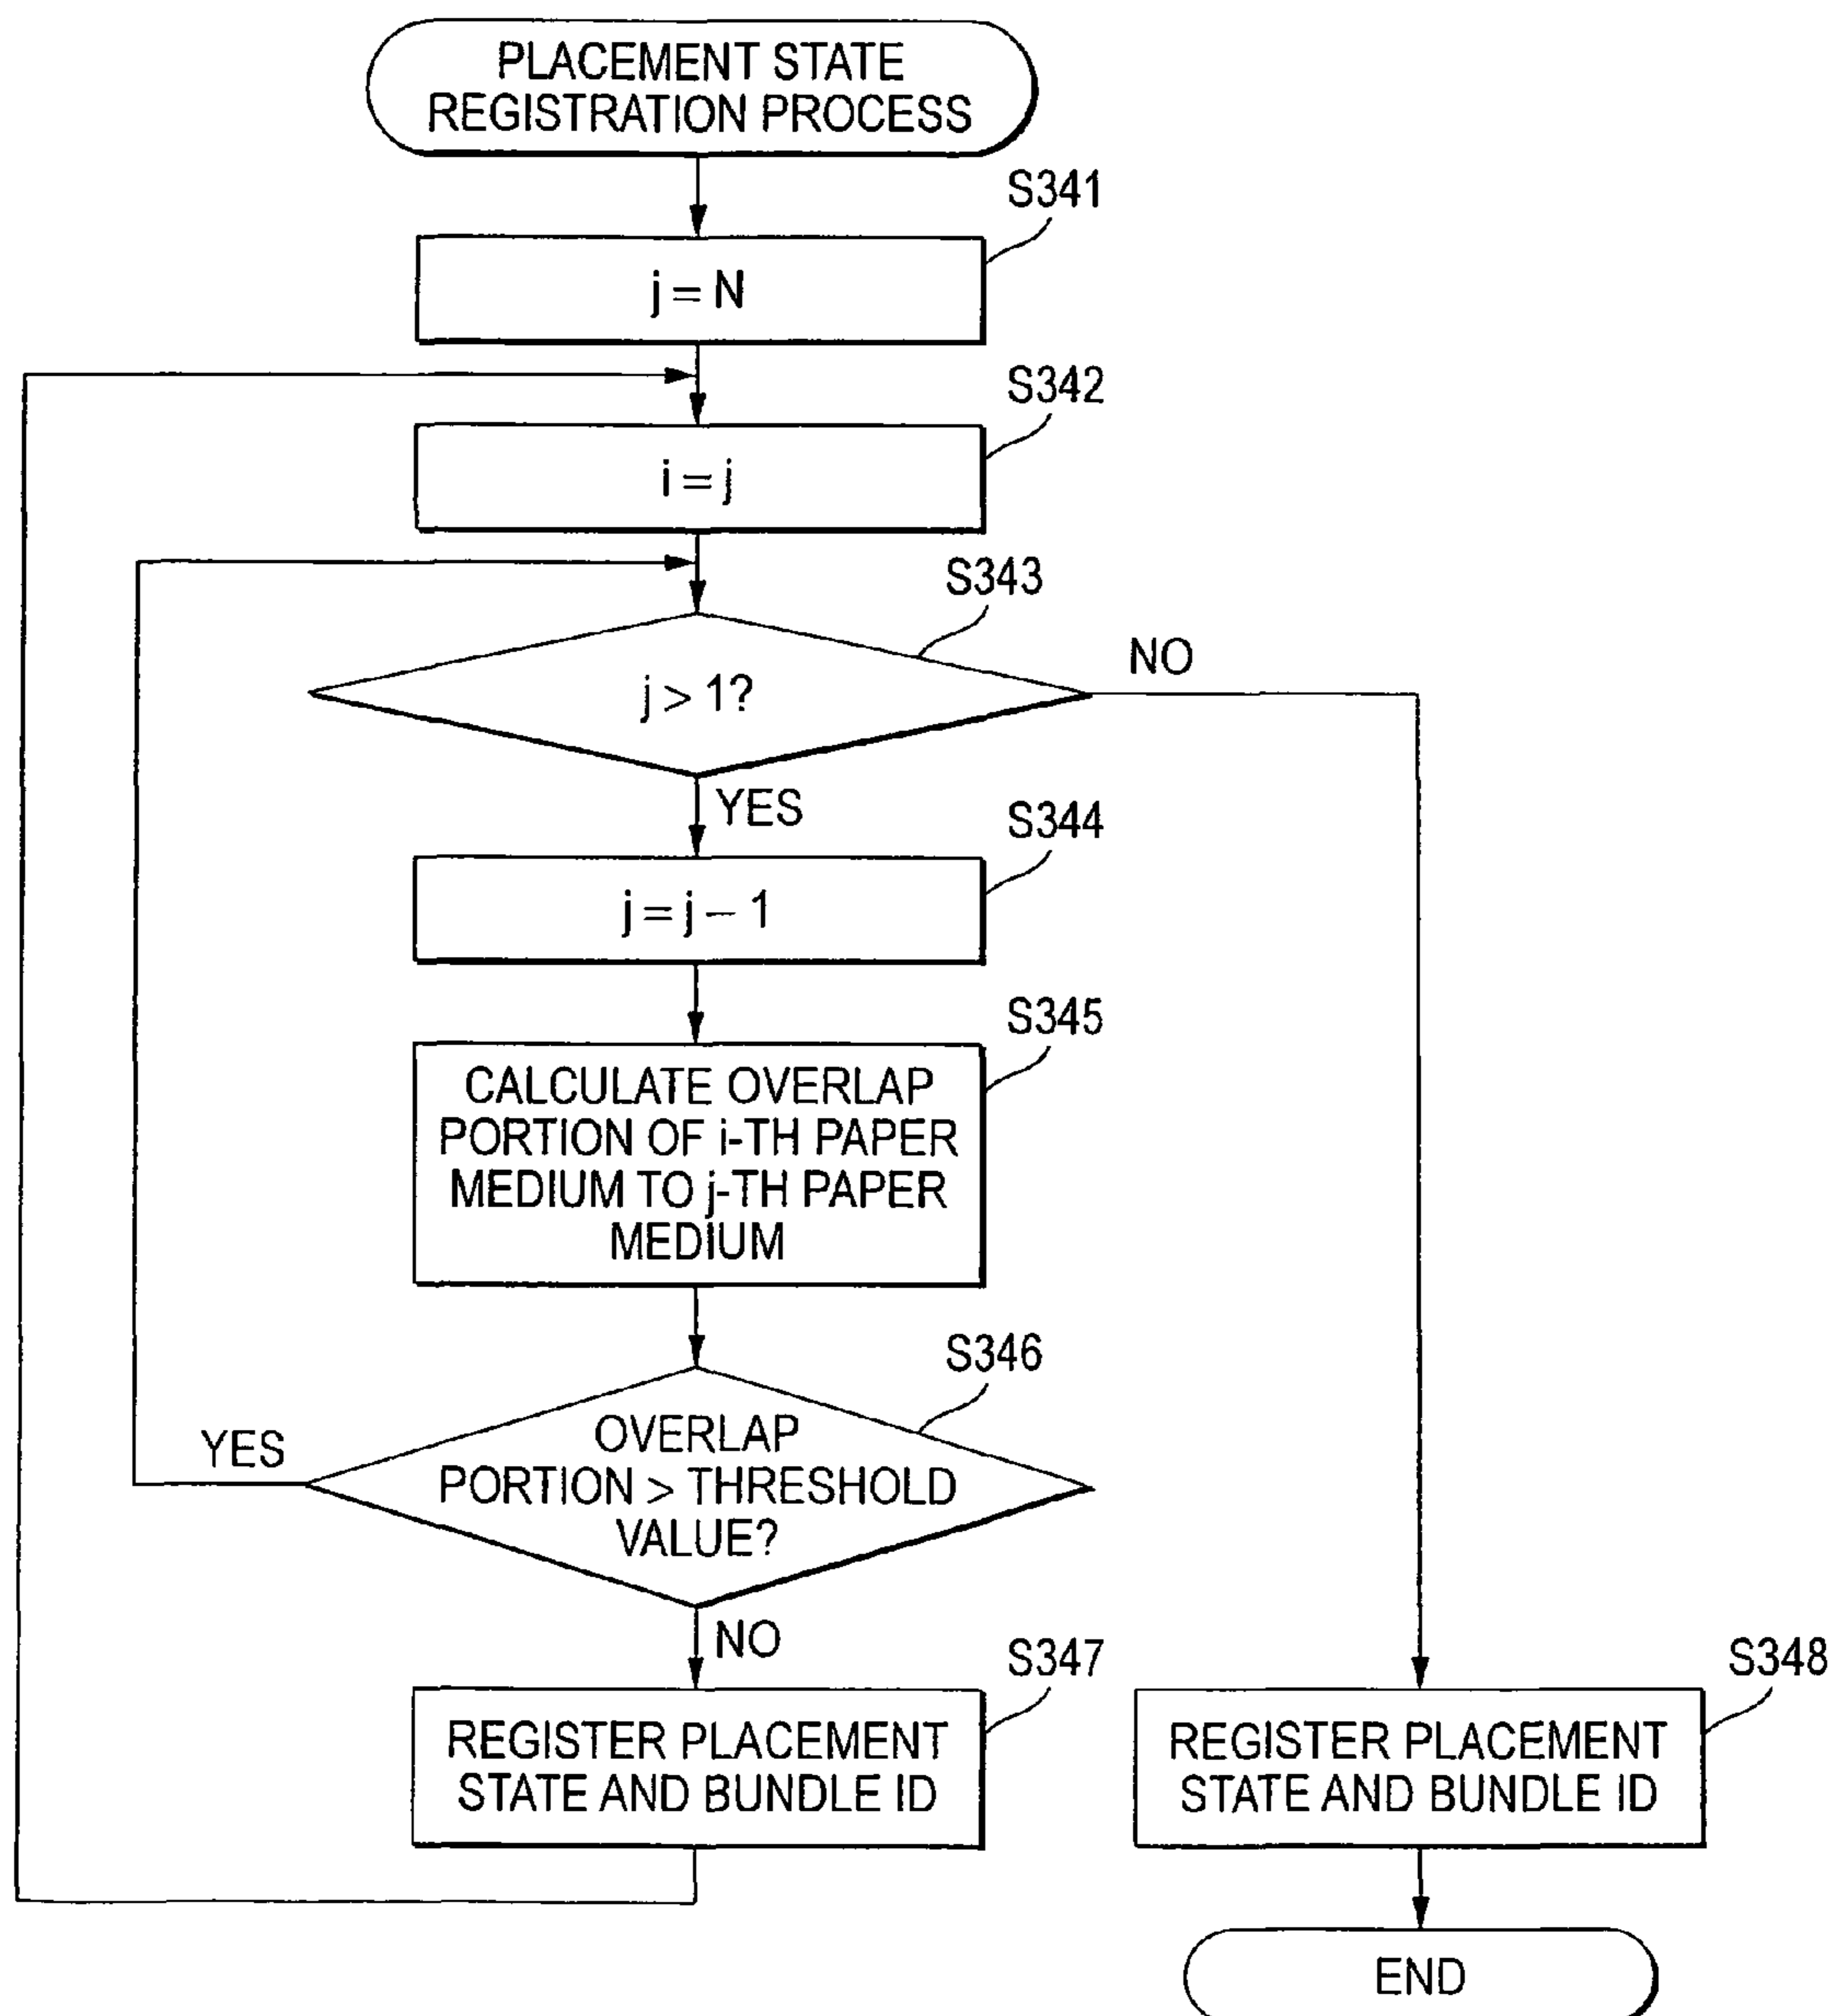 PLACEMENT STATE
REGISTRATION PROCESS
S341
j = N
S342
i = j
S343
j > 1?
NO
YES
S344
j = j – 1
S345
CALCULATE OVERLAP
PORTION OF i-TH PAPER
MEDIUM TO j-TH PAPER
MEDIUM
S346
OVERLAP
PORTION > THRESHOLD
VALUE?
YES
NO
S347
REGISTER PLACEMENT
STATE AND BUNDLE ID
S348
REGISTER PLACEMENT
STATE AND BUNDLE ID
END